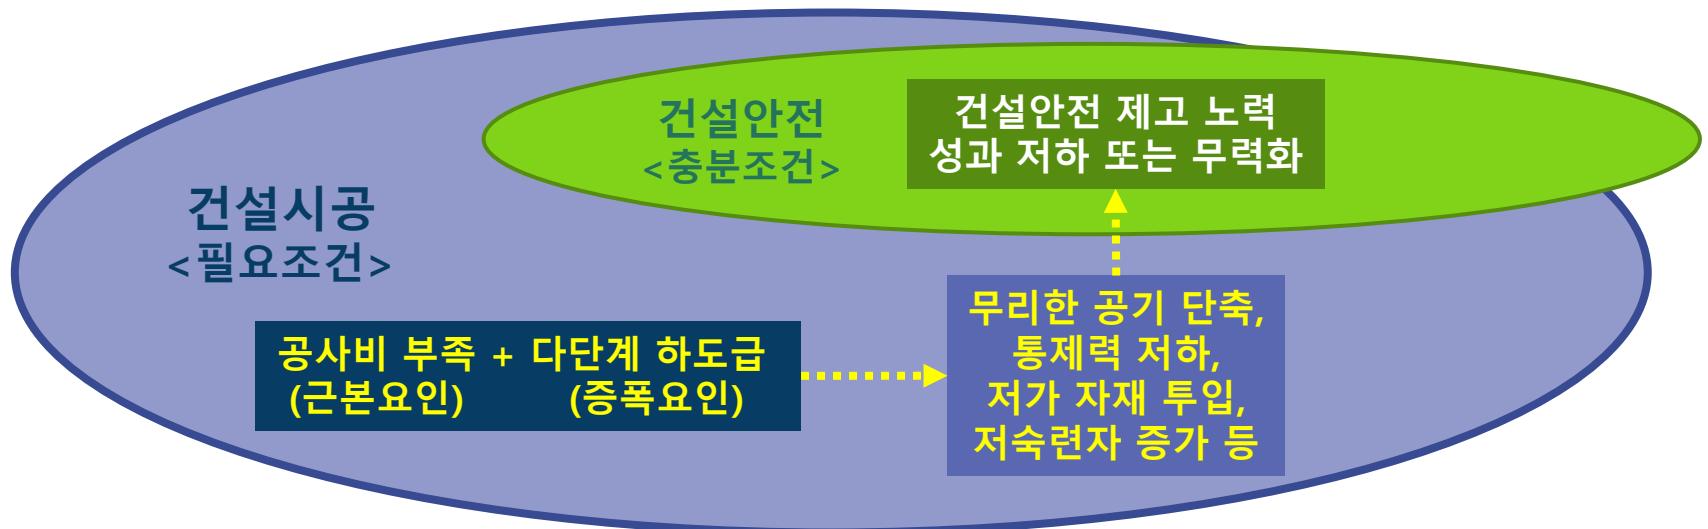 건설안전
<충분조건>
건설안전 제고 노력
성과 저하 또는 무력화
건설시공
<필요조건>
공사비 부족 + 다단계 하도급
(근본요인) (증폭요인)
무리한 공기 단축,
통제력 저하,
저가 자재 투입,
저숙련자 증가 등